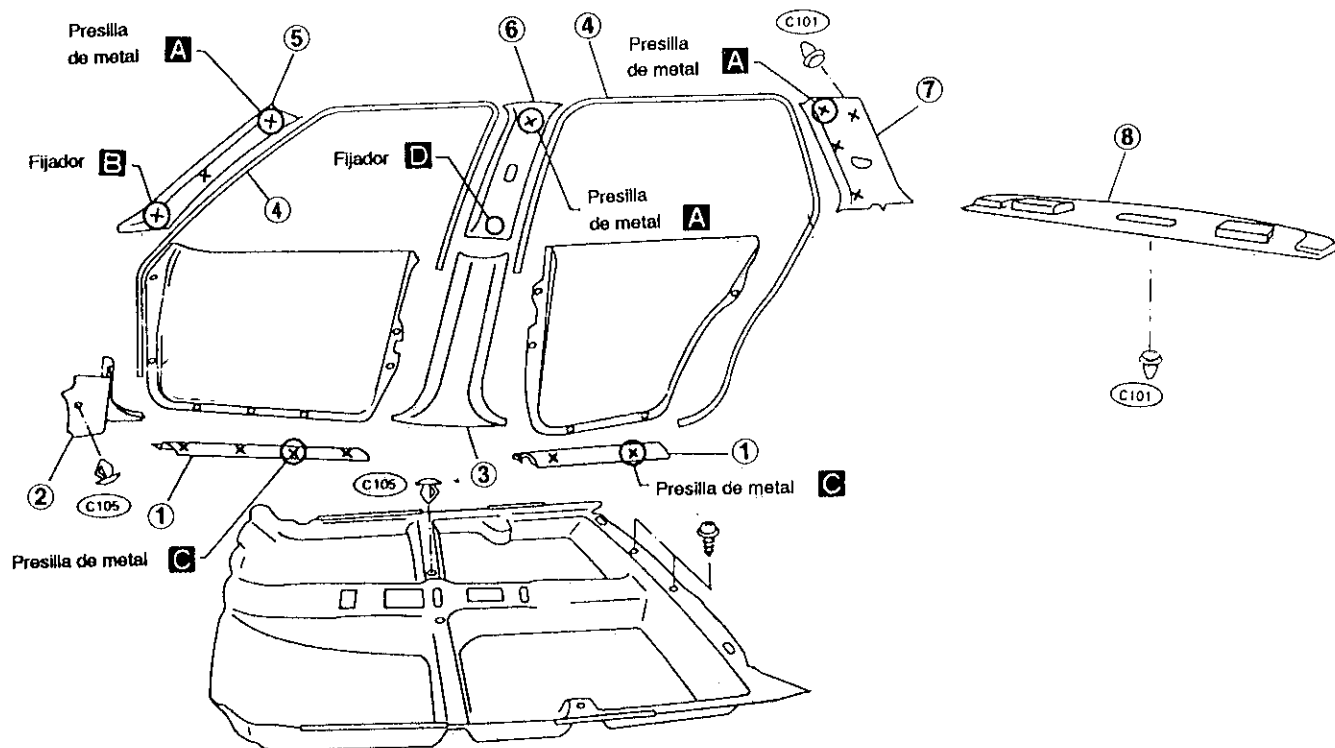 C101
Presilla
de metal A
5
6
4
Presilla
de metal A
7
8
Fijador B
Fijador D
4
Presilla
de metal A
C101
2
C105
1
C105
3
1
Presilla de metal C
Presilla de metal C